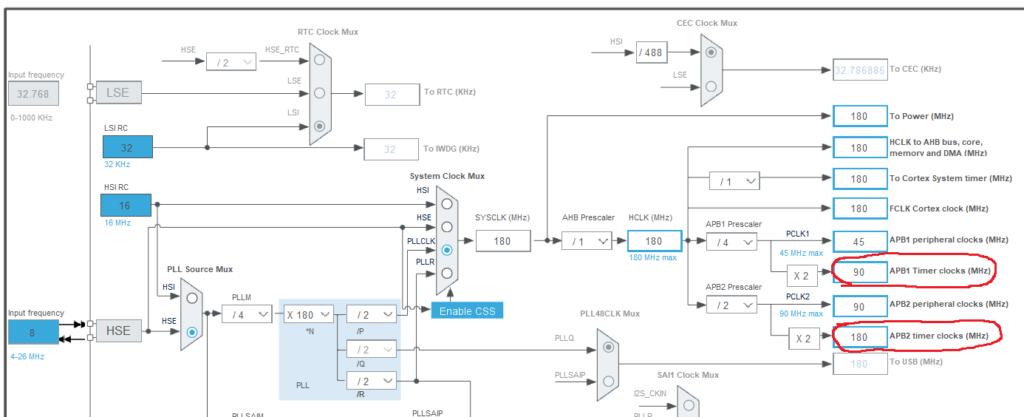 RTC Clock Mux
CEC Clock Mux
HSE
HSE_RTC
/ 2
HSI
/ 488
LSE
32.786885
To CEC (KHz)
Input frequency
32.768
0-1000 KHz
LSE
LSE
32
To RTC (KHz)
LSI
LSI RC
32
32 KHz
32
To IWDG (KHz)
180
To Power (MHz)
180
HCLK to AHB bus, core,
memory and DMA (MHz)
/ 1
180
To Cortex System timer (MHz)
180
FCLK Cortex clock (MHz)
System Clock Mux
HSI RC
16
16 MHz
HSI
HSE
PLLCLK
PLLR
SYSCLK (MHz)
180
AHB Prescaler
/ 1
HCLK (MHz)
180
180 MHz max
APB1 Prescaler
/ 4
PCLK1
45 MHz max
45
APB1 peripheral clocks (MHz)
X 2
90
APB1 Timer clocks (MHz)
APB2 Prescaler
/ 2
PCLK2
90 MHz max
90
APB2 peripheral clocks (MHz)
X 2
180
APB2 timer clocks (MHz)
180
To USB (MHz)
Enable CSS
PLL Source Mux
HSI
HSE
Input frequency
8
4-26 MHz
HSE
PLLM
/ 4
X 180
*N
/ 2
/P
/ 2
/Q
/ 2
/R
PLL
PLL48CLK Mux
PLLQ
PLLSAIP
SAI1 Clock Mux
I2S_CKIN
PLLR
PLLSAIM
PLLSAIP